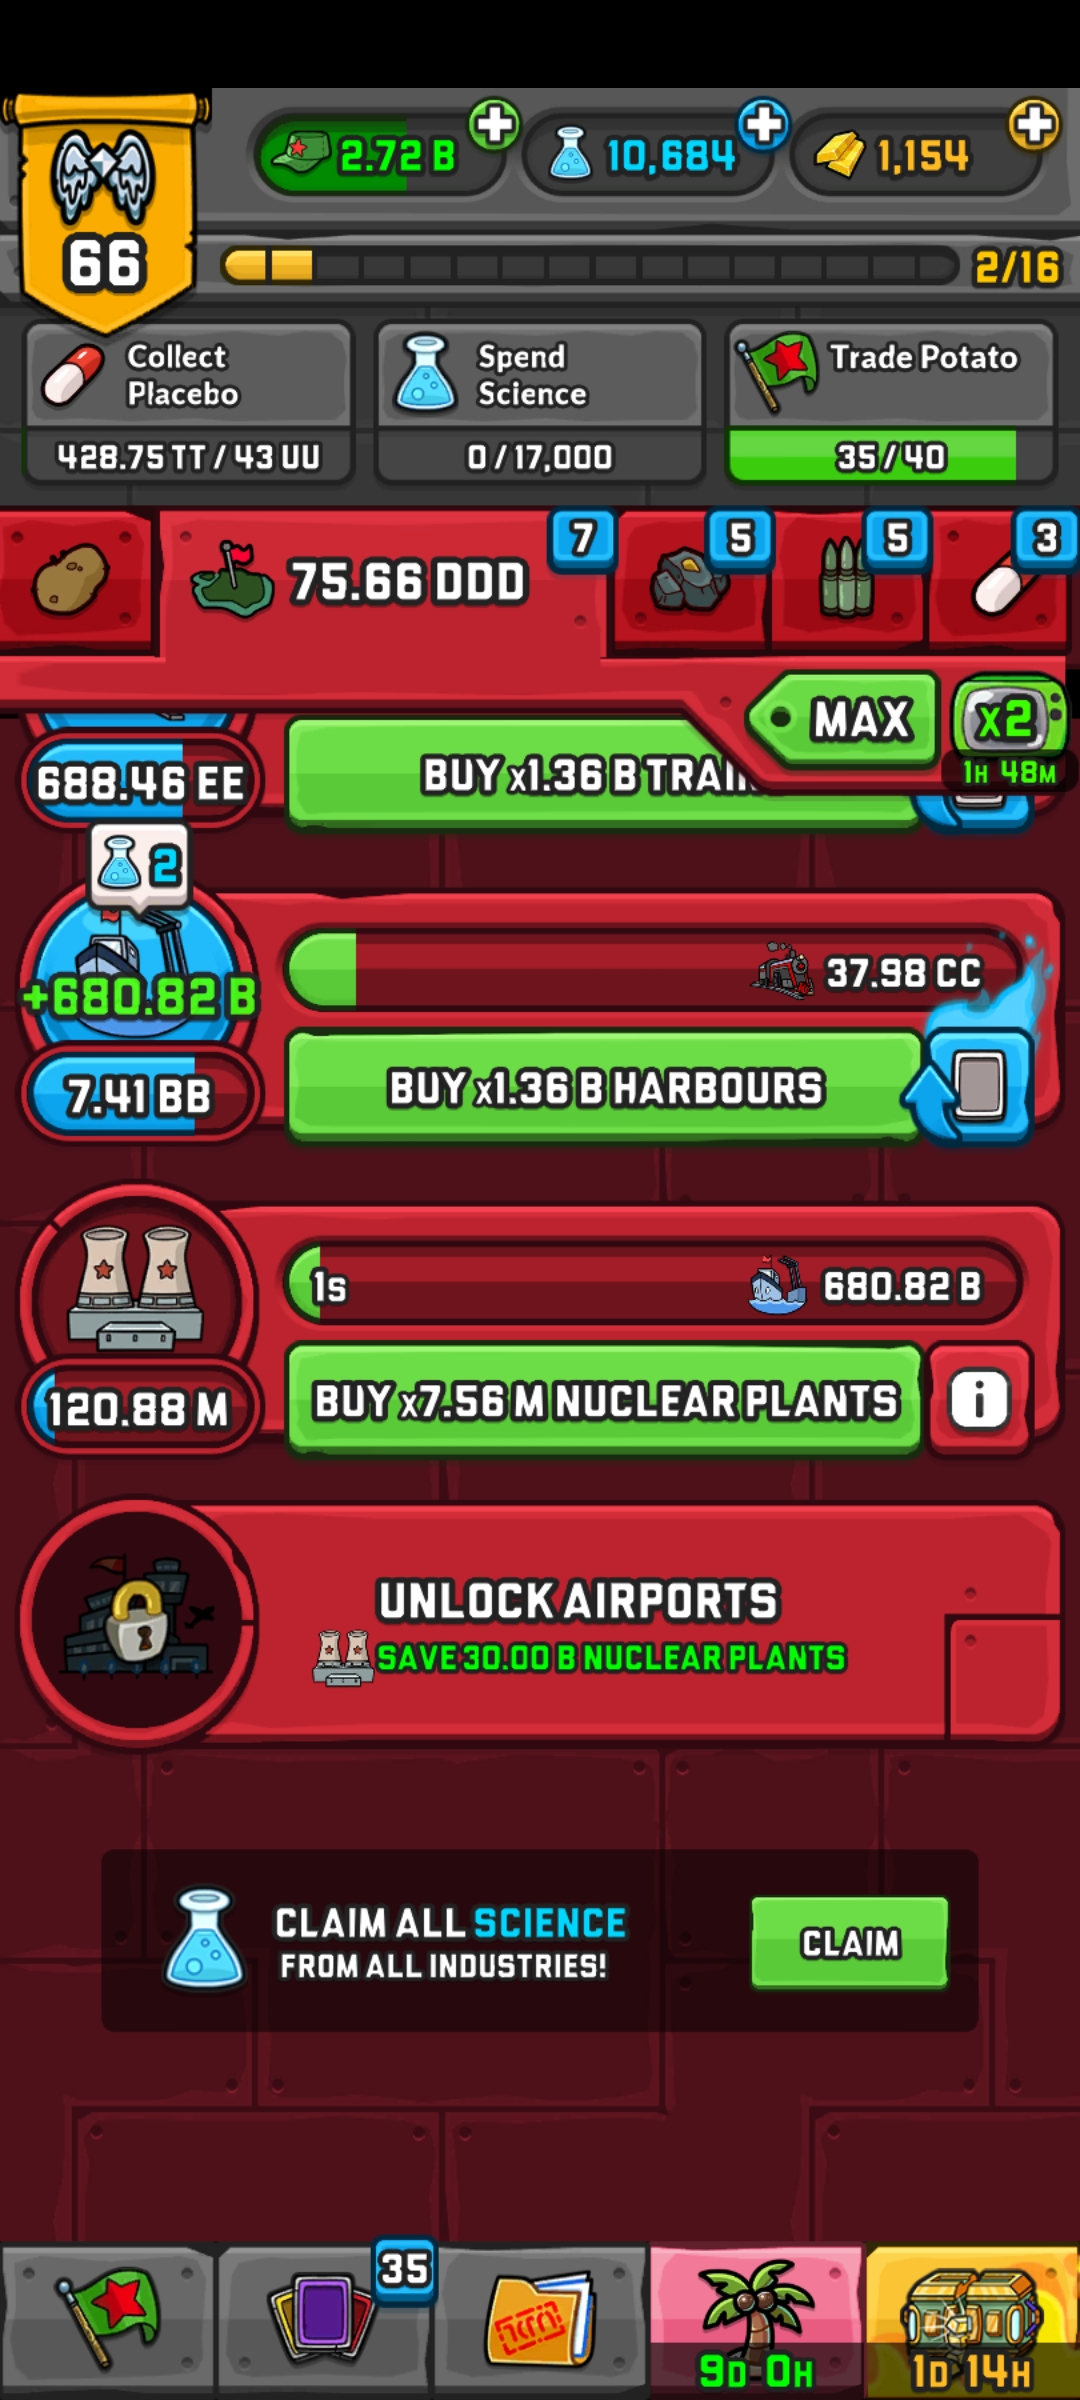 2.72 B
10,684
1,154
66
2/16
Collect
Placebo
428.75 TT / 43 UU
Spend
Science
0 / 17,000
Trade Potato
35 / 40
75.66 DDD
7
5
5
3
MAX
x2
1H 48M
688.46 EE
BUY x1.36 B
2
+680.82 B
37.98 CC
7.41 BB
BUY x1.36 B HARBOURS
1s
680.82 B
120.88 M
BUY x7.56 M NUCLEAR PLANTS
i
UNLOCK AIRPORTS
SAVE 30.00 B NUCLEAR PLANTS
CLAIM ALL SCIENCE
FROM ALL INDUSTRIES!
CLAIM
35
9D 0H
1D 14H